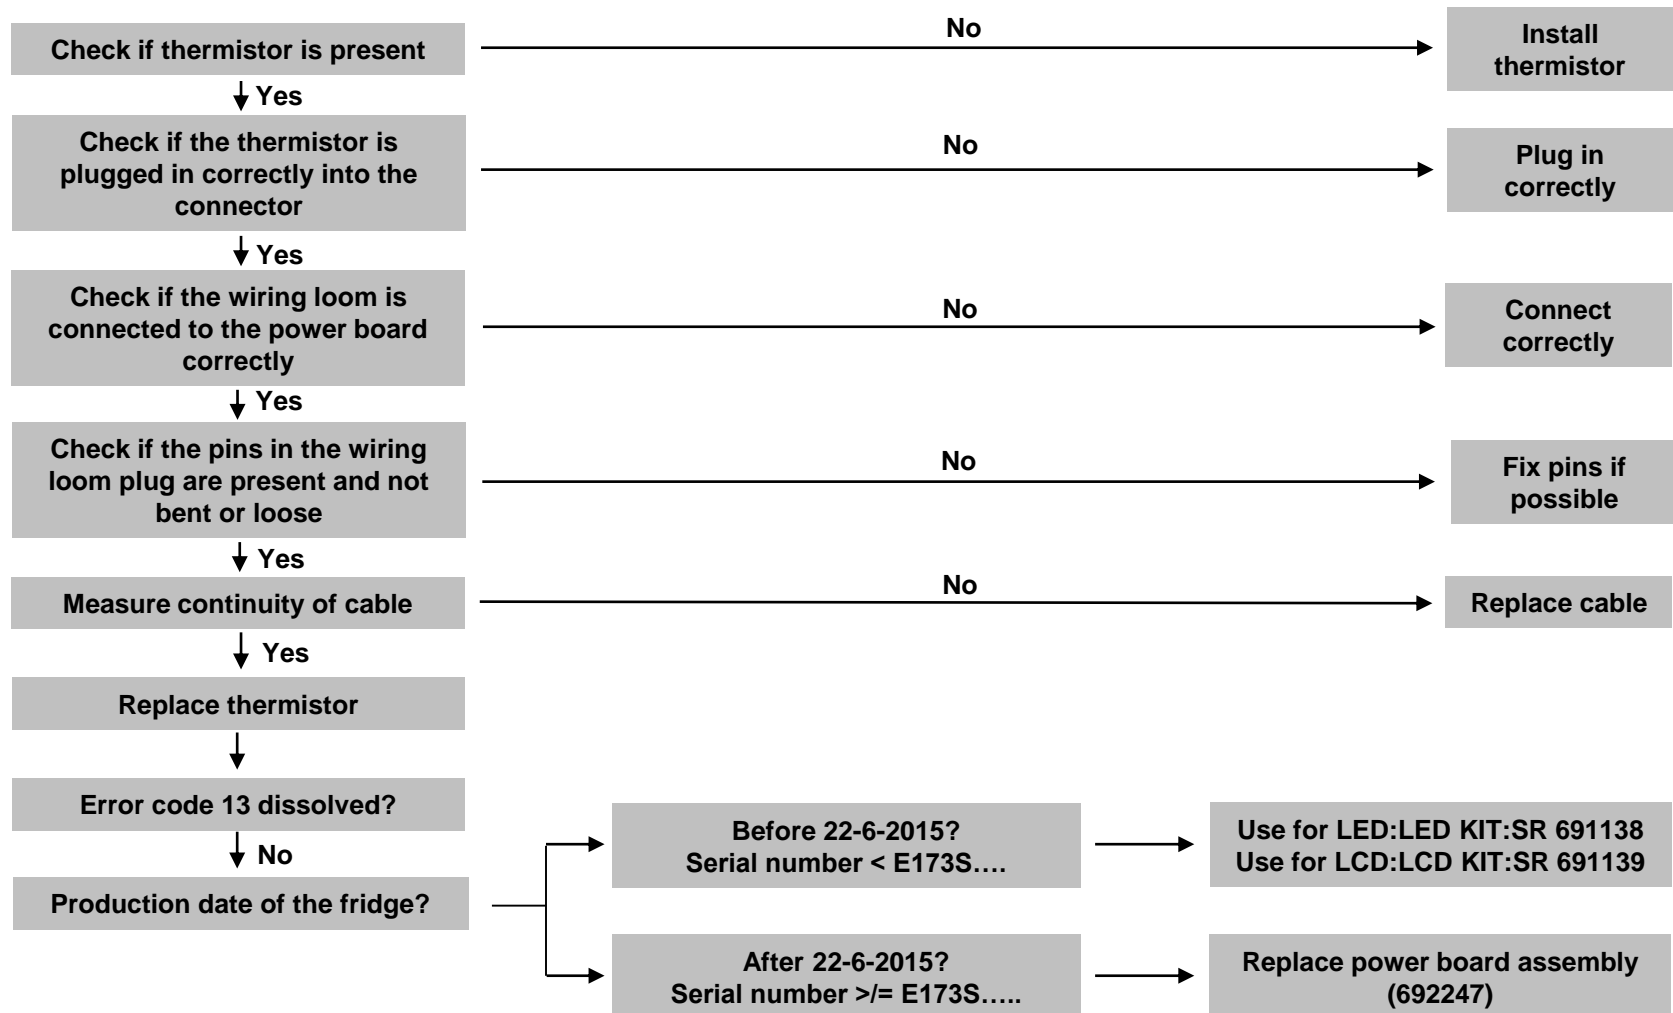 Check if thermistor is present
No
Install
thermistor
Yes
Check if the thermistor is
plugged in correctly into the
connector
No
Plug in
correctly
Yes
Check if the wiring loom is
connected to the power board
correctly
No
Connect
correctly
Yes
Check if the pins in the wiring
loom plug are present and not
bent or loose
No
Fix pins if
possible
Yes
Measure continuity of cable
No
Replace cable
Yes
Replace thermistor
Error code 13 dissolved?
No
Production date of the fridge?
Before 22-6-2015?
Serial number < E173S….
Use for LED:LED KIT:SR 691138
Use for LCD:LCD KIT:SR 691139
After 22-6-2015?
Serial number >/= E173S…..
Replace power board assembly
(692247)